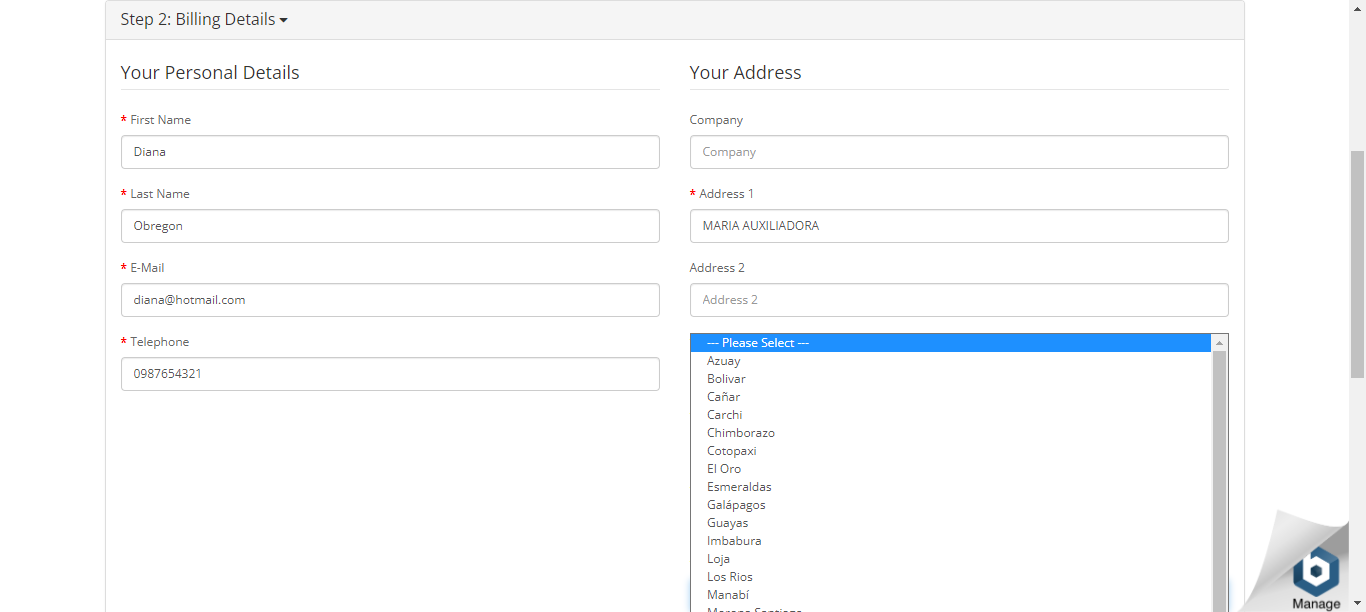 Step 2: Billing Details
Your Personal Details
* First Name
Diana
* Last Name
Obregon
* E-Mail
diana@hotmail.com
* Telephone
0987654321
Your Address
Company
Company
* Address 1
MARIA AUXILIADORA
Address 2
Address 2
--- Please Select ---
Azuay
Bolivar
Cañar
Carchi
Chimborazo
Cotopaxi
El Oro
Esmeraldas
Galápagos
Guayas
Imbabura
Loja
Los Rios
Manabí
Manage